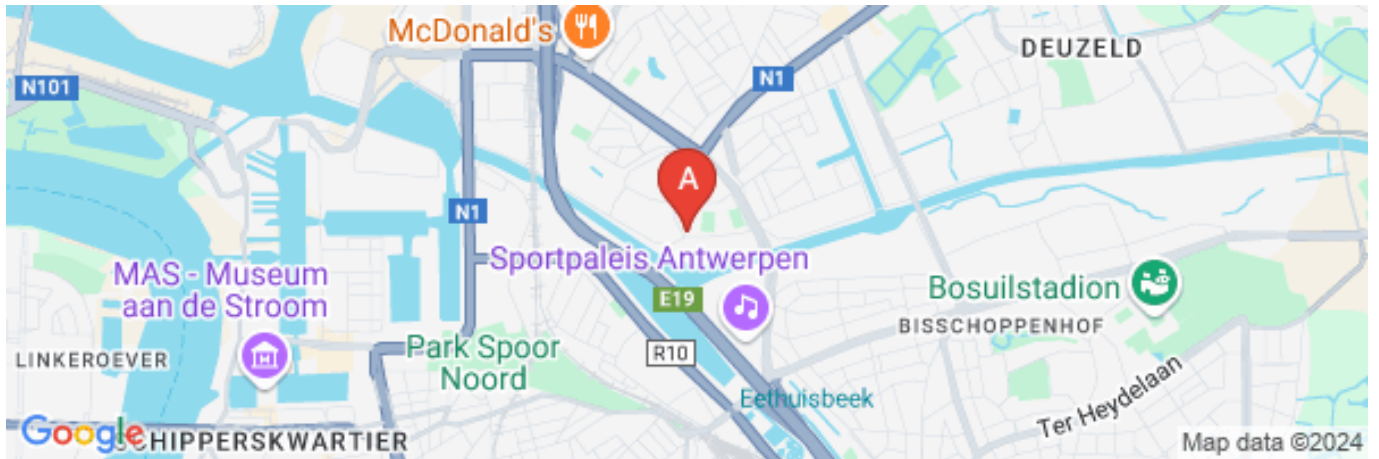 McDonald's
DEUZELD
N101
N1
A
N1
Sportpaleis Antwerpen
MAS - Museum
aan de Stroom
E19
Bosuilstadion
BISSCHOPPENHOF
LINKEROEVER
Park Spoor
Noord
R10
Eethuisbeek
Ter Heydelaan
Google
SCHIPPERSKWARTIER
Map data ©2024